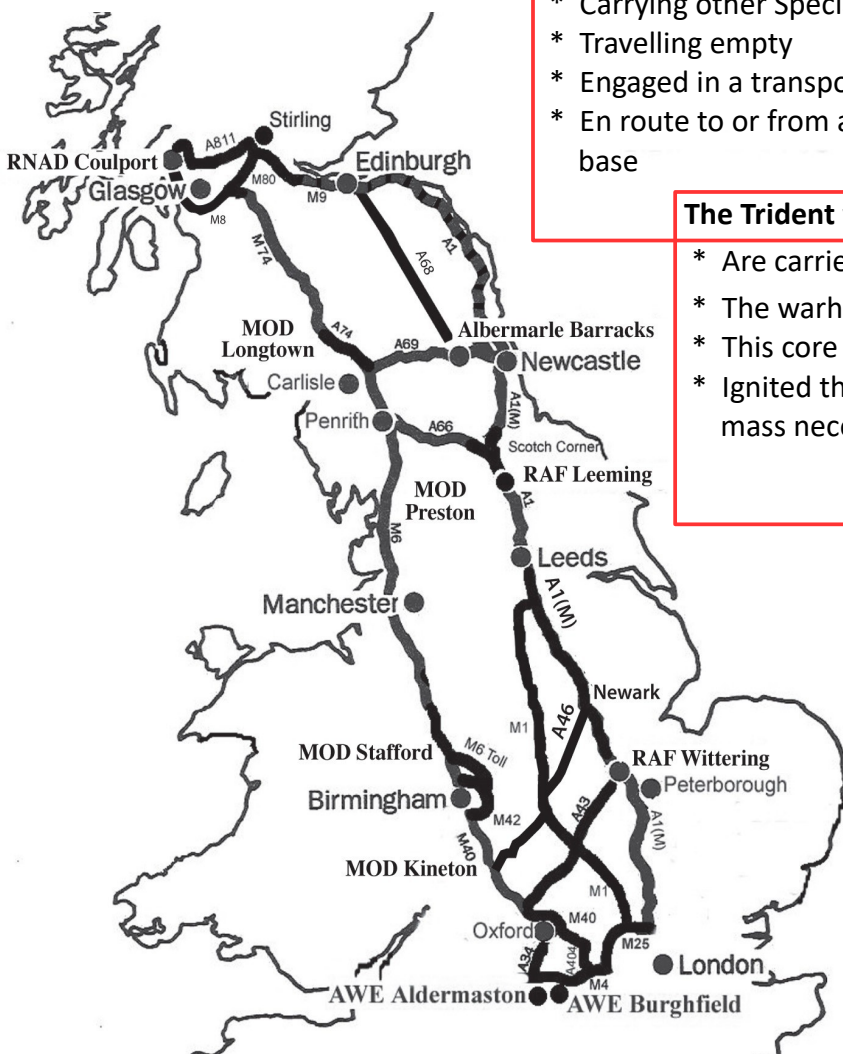 * Carrying other Speci
* Travelling empty
* Engaged in a transpo
* En route to or from a
base
The Trident
* Are carrie
* The warh
* This core
* Ignited th
mass nece
Stirling
A811
RNAD Coulport
Edinburgh
Glasgow
M80
M9
M8
A1
M74
A68
MOD
Longtown
A74
Albermarle Barracks
A69
Newcastle
Carlisle
A1(M)
Penrith
A66
Scotch Corner
RAF Leeming
MOD
Preston
A1
M6
Leeds
A1(M)
Manchester
Newark
M1
A46
MOD Stafford
M6 Toll
RAF Wittering
Peterborough
Birmingham
A43
M42
A1(M)
M40
MOD Kineton
M1
M40
Oxford
M25
A34
A404
London
M4
AWE Aldermaston
AWE Burghfield